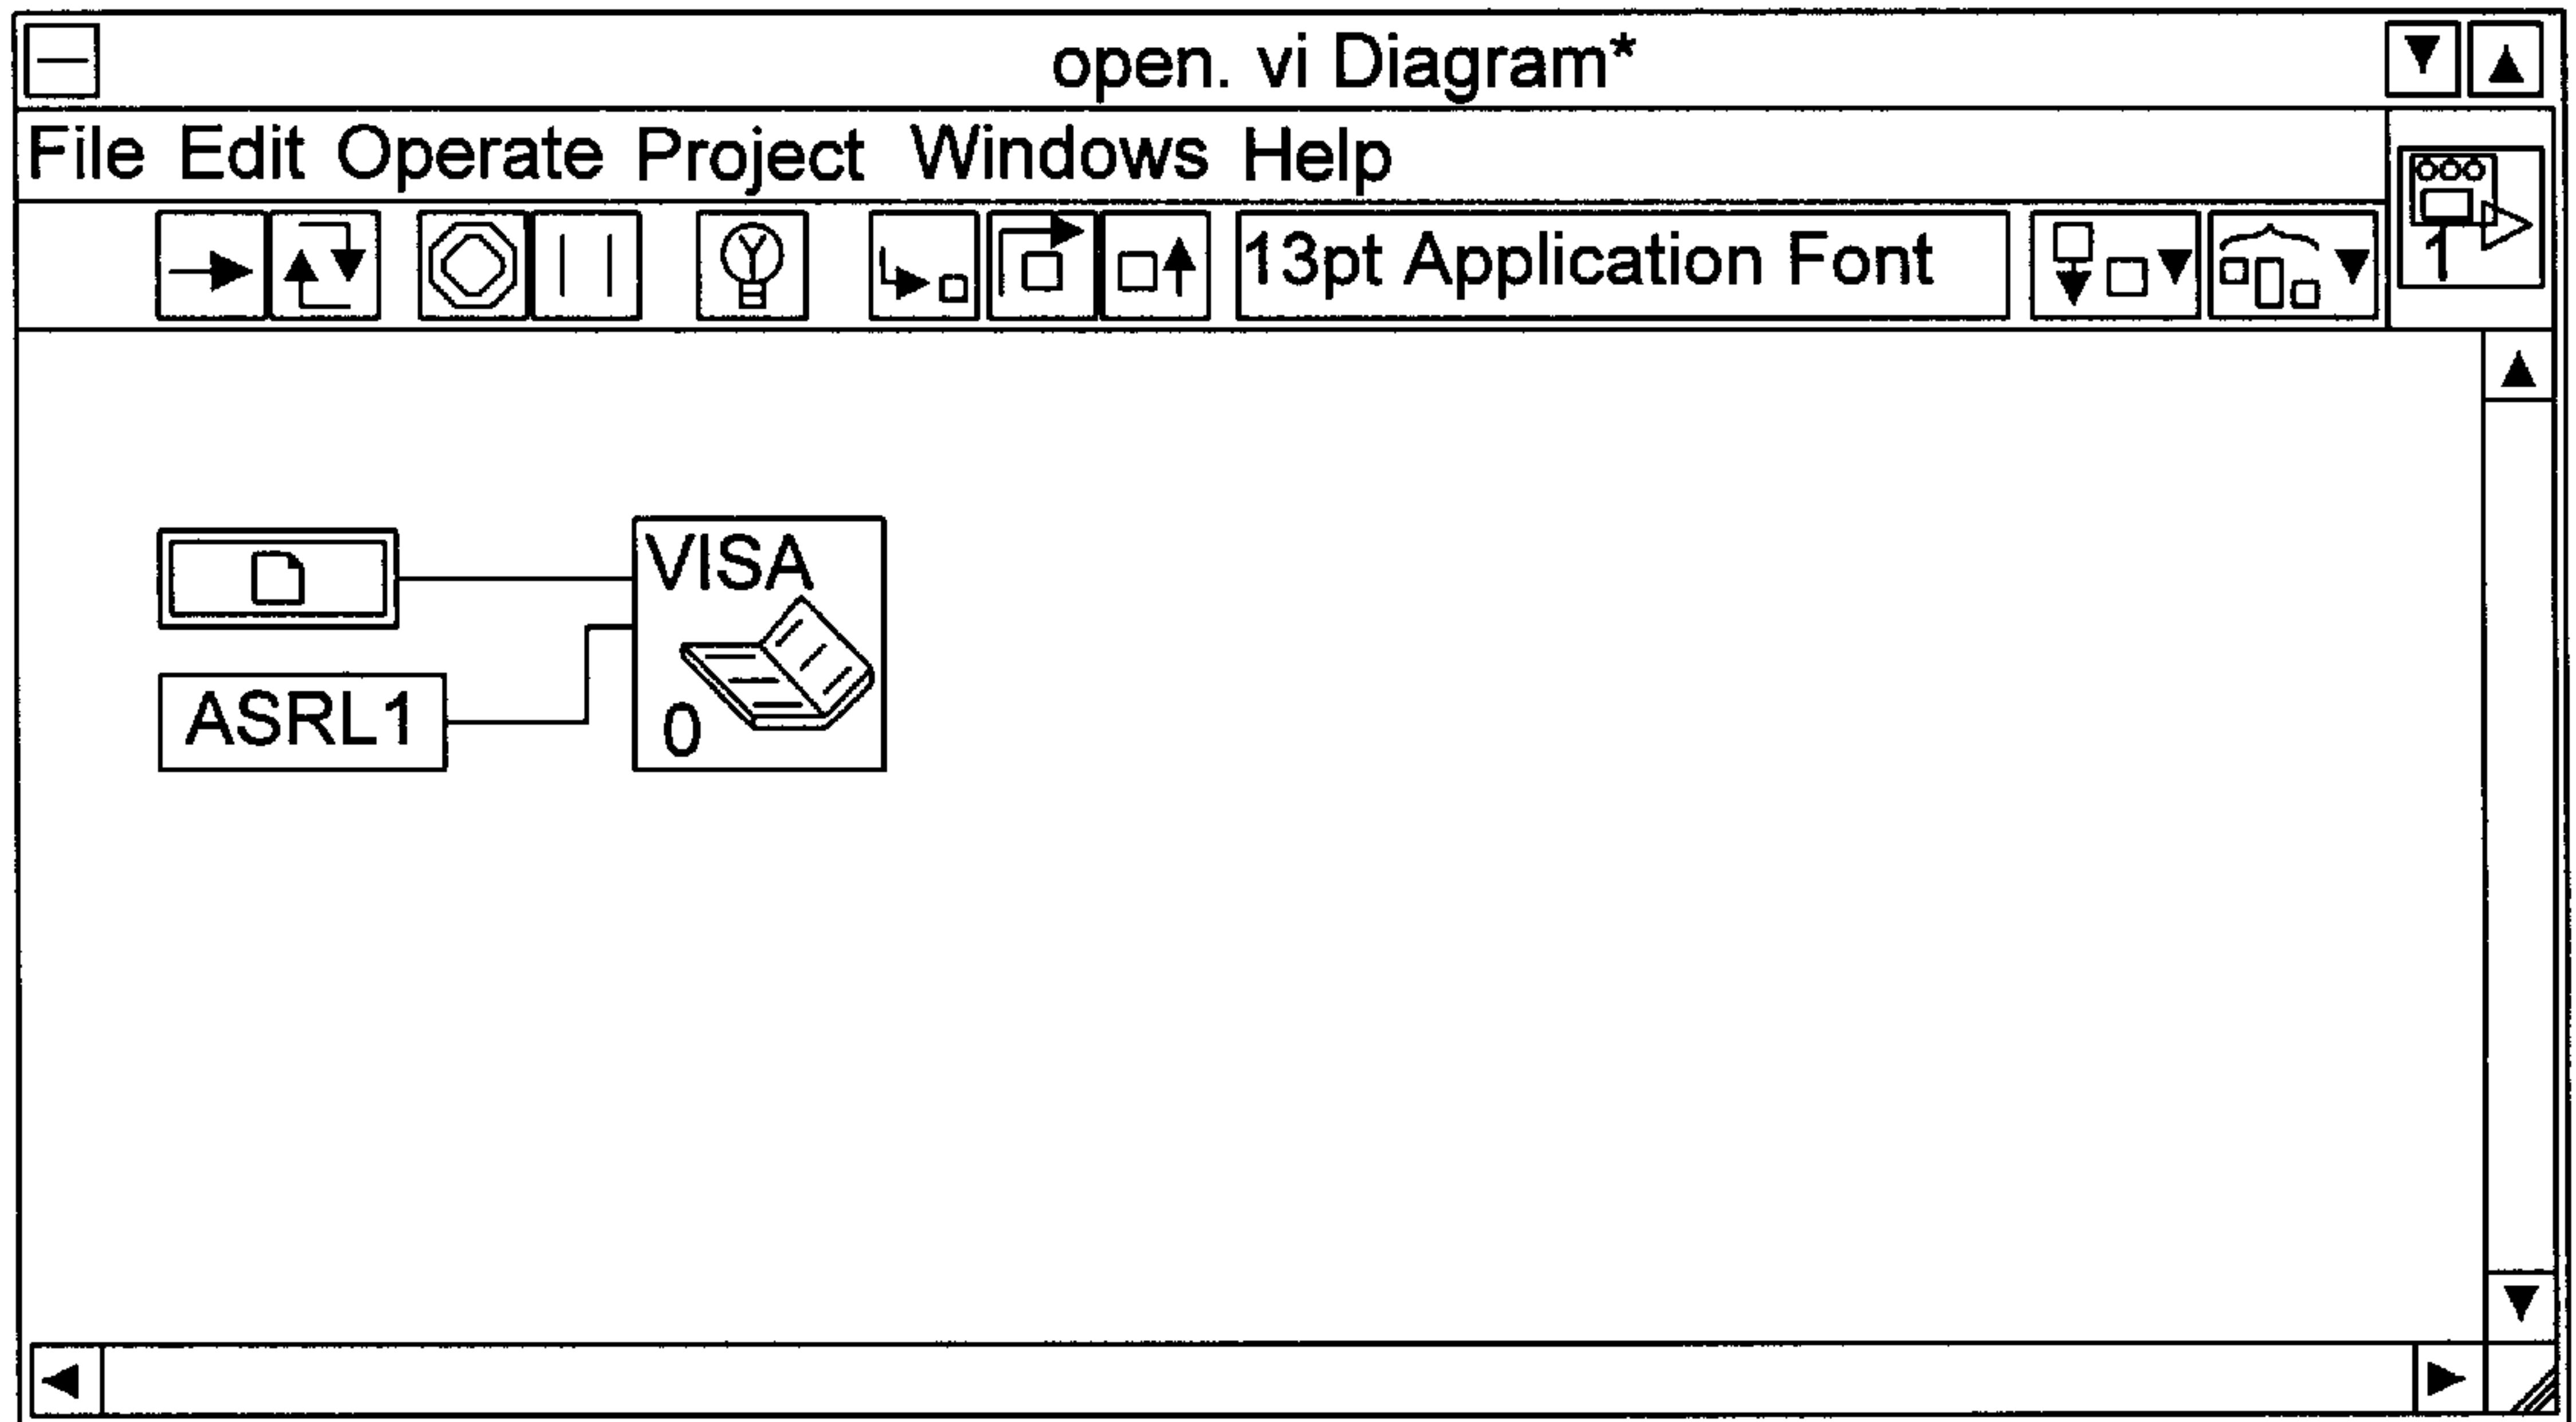 open. vi Diagram*
File Edit Operate Project Windows Help
13pt Application Font
1
VISA
0
ASRL1